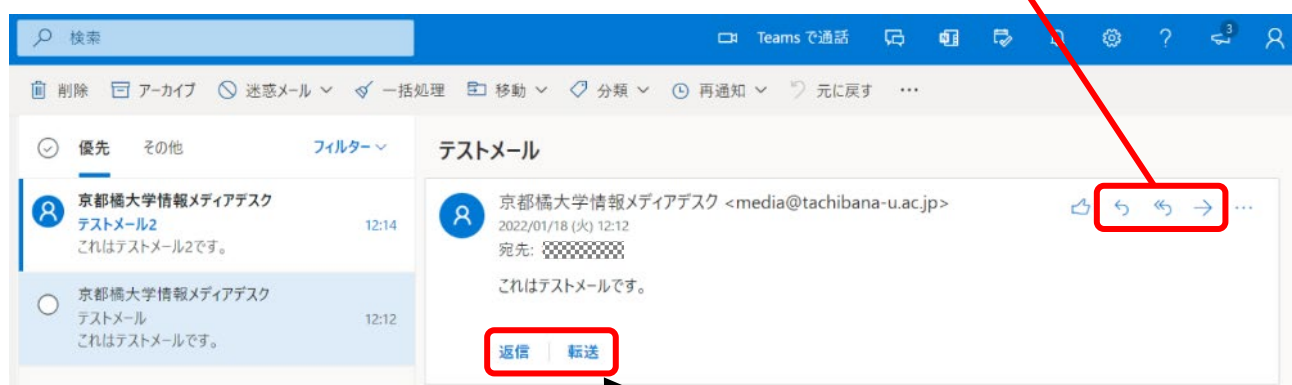 検索
Teams で通話
3
削除 アーカイブ 迷惑メール 一括処理 移動 分類 再通知 元に戻す …
優先 その他 フィルター
京都橘大学情報メディアデスク
テストメール2 12:14
これはテストメール2です。
京都橘大学情報メディアデスク
テストメール 12:12
これはテストメールです。
テストメール
京都橘大学情報メディアデスク <media@tachibana-u.ac.jp>
2022/01/18 (火) 12:12
宛先:
これはテストメールです。
返信 転送